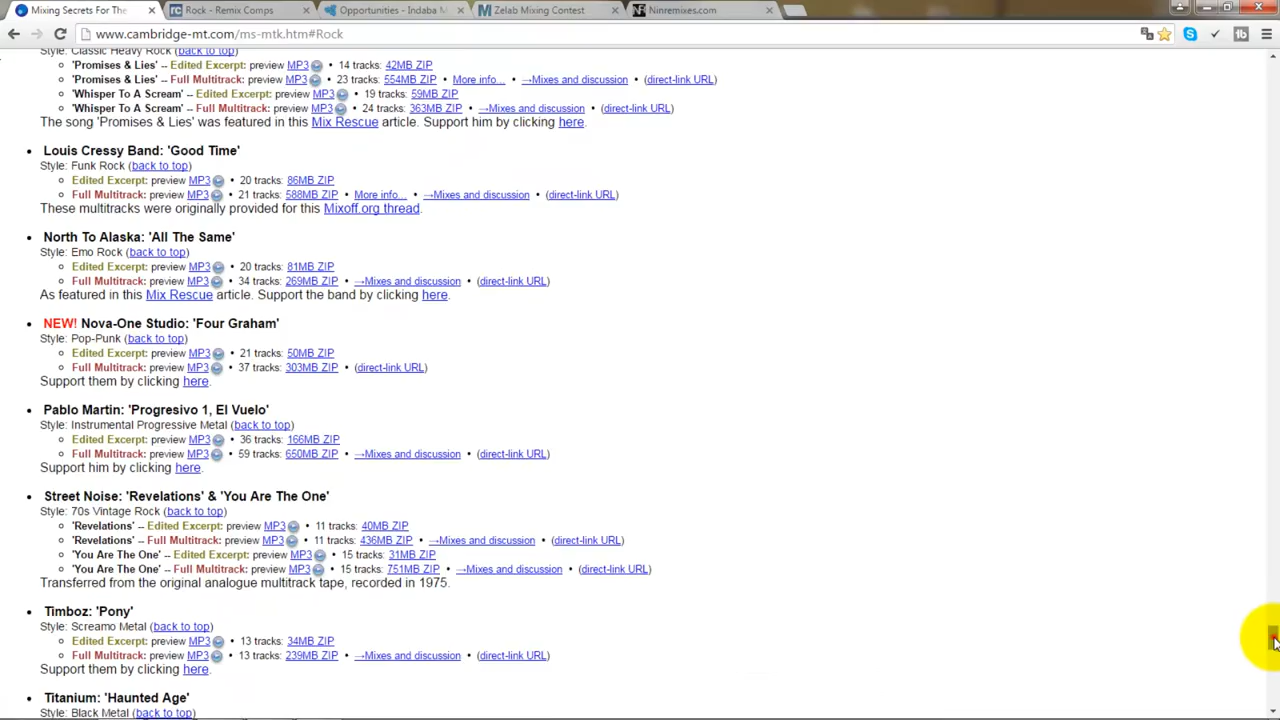 Mixing Secrets For The
Rock - Remix Comps
Opportunities - Indaba M
Zelab Mixing Contest
Ninremixes.com
www.cambridge-mt.com/ms-mtk.htm#Rock
Style: Classic Heavy Rock (back to top)
'Promises & Lies' -- Edited Excerpt: preview MP3 • 14 tracks: 42MB ZIP
'Promises & Lies' -- Full Multitrack: preview MP3 • 23 tracks: 554MB ZIP • More info... • →Mixes and discussion • (direct-link URL)
'Whisper To A Scream' -- Edited Excerpt: preview MP3 • 19 tracks: 59MB ZIP
'Whisper To A Scream' -- Full Multitrack: preview MP3 • 24 tracks: 363MB ZIP • →Mixes and discussion • (direct-link URL)
The song 'Promises & Lies' was featured in this Mix Rescue article. Support him by clicking here.
• Louis Cressy Band: 'Good Time'
Style: Funk Rock (back to top)
Edited Excerpt: preview MP3 • 20 tracks: 86MB ZIP
Full Multitrack: preview MP3 • 21 tracks: 588MB ZIP • More info... • →Mixes and discussion • (direct-link URL)
These multitracks were originally provided for this Mixoff.org thread.
• North To Alaska: 'All The Same'
Style: Emo Rock (back to top)
Edited Excerpt: preview MP3 • 20 tracks: 81MB ZIP
Full Multitrack: preview MP3 • 34 tracks: 269MB ZIP • →Mixes and discussion • (direct-link URL)
As featured in this Mix Rescue article. Support the band by clicking here.
• NEW! Nova-One Studio: 'Four Graham'
Style: Pop-Punk (back to top)
Edited Excerpt: preview MP3 • 21 tracks: 50MB ZIP
Full Multitrack: preview MP3 • 37 tracks: 303MB ZIP • (direct-link URL)
Support them by clicking here.
• Pablo Martin: 'Progresivo 1, El Vuelo'
Style: Instrumental Progressive Metal (back to top)
Edited Excerpt: preview MP3 • 36 tracks: 166MB ZIP
Full Multitrack: preview MP3 • 59 tracks: 650MB ZIP • →Mixes and discussion • (direct-link URL)
Support him by clicking here.
• Street Noise: 'Revelations' & 'You Are The One'
Style: 70s Vintage Rock (back to top)
'Revelations' -- Edited Excerpt: preview MP3 • 11 tracks: 40MB ZIP
'Revelations' -- Full Multitrack: preview MP3 • 11 tracks: 436MB ZIP • →Mixes and discussion • (direct-link URL)
'You Are The One' -- Edited Excerpt: preview MP3 • 15 tracks: 31MB ZIP
'You Are The One' -- Full Multitrack: preview MP3 • 15 tracks: 751MB ZIP • →Mixes and discussion • (direct-link URL)
Transferred from the original analogue multitrack tape, recorded in 1975.
• Timboz: 'Pony'
Style: Screamo Metal (back to top)
Edited Excerpt: preview MP3 • 13 tracks: 34MB ZIP
Full Multitrack: preview MP3 • 13 tracks: 239MB ZIP • →Mixes and discussion • (direct-link URL)
Support them by clicking here.
• Titanium: 'Haunted Age'
Style: Black Metal (back to top)